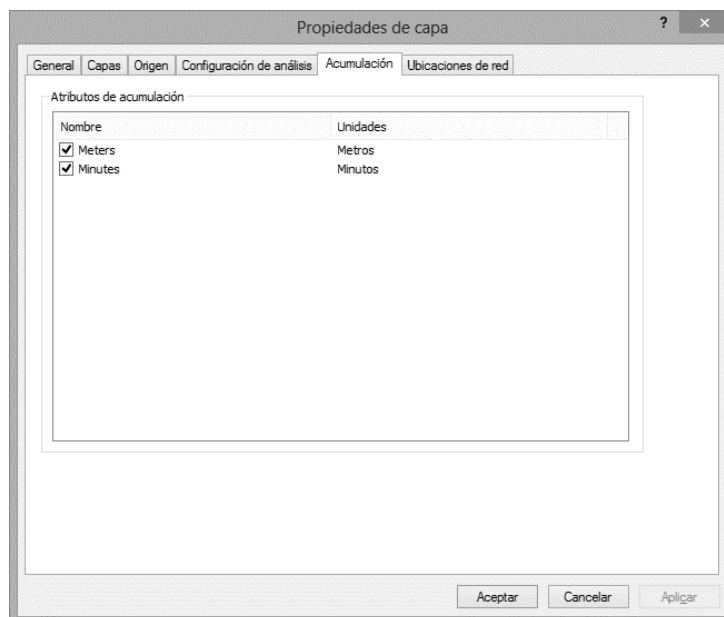 Propiedades de capa
? ×
General Capas Origen Configuración de análisis Acumulación Ubicaciones de red
Atributos de acumulación
Nombre Unidades
Meters Metros
Minutes Minutos
Aceptar Cancelar Aplicar